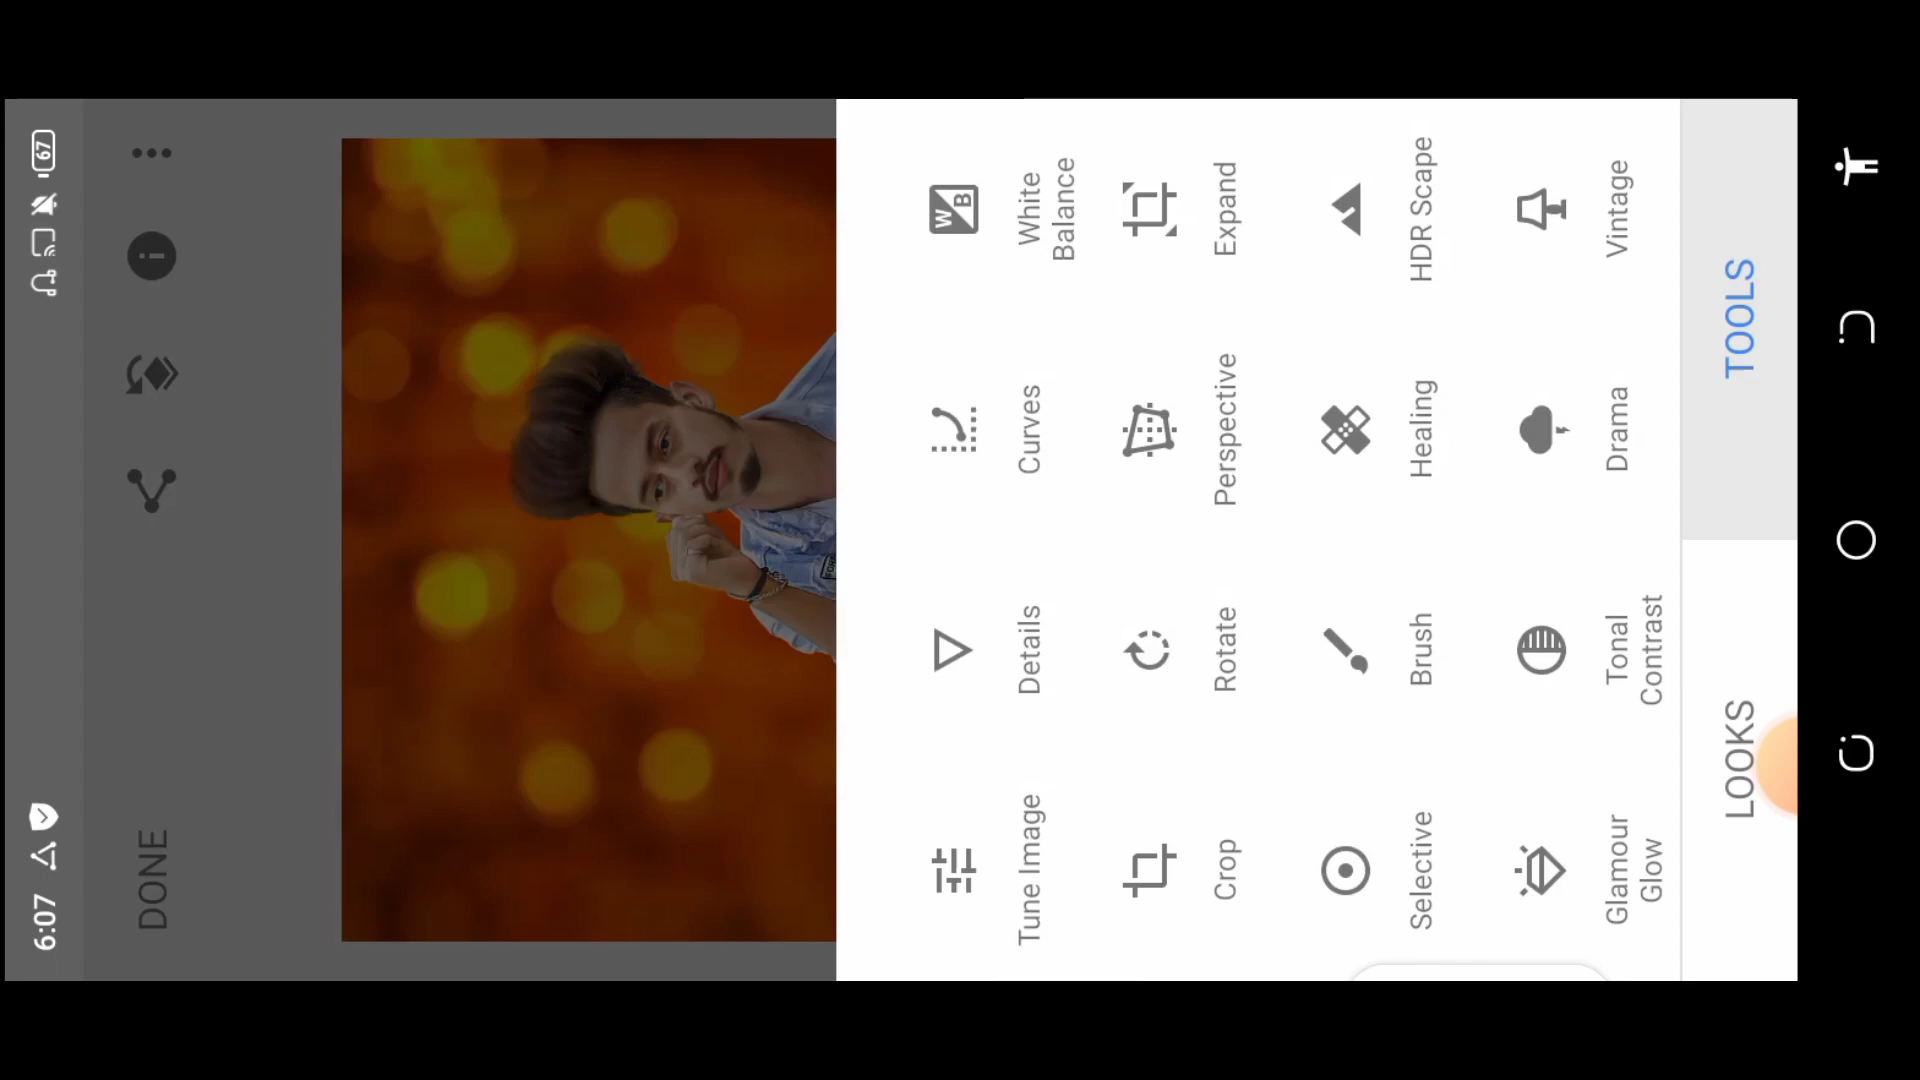 6:07
67
DONE
Tune Image
Details
Curves
White
Balance
Crop
Rotate
Perspective
Expand
Selective
Brush
Healing
HDR Scape
Glamour
Glow
Tonal
Contrast
Drama
Vintage
LOOKS
TOOLS
W
B